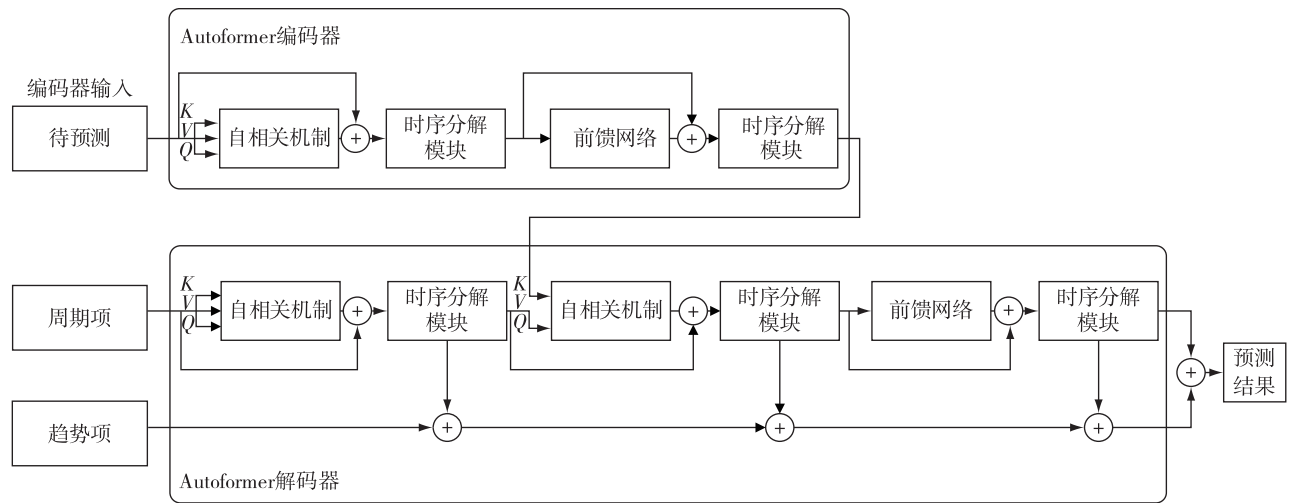 Autoformer编码器
编码器输入
待预测
K
V
Q
自相关机制
+
时序分解
模块
前馈网络
+
时序分解
模块
周期项
K
V
Q
自相关机制
+
时序分解
模块
K
V
Q
自相关机制
+
时序分解
模块
前馈网络
+
时序分解
模块
+
预测
结果
趋势项
+
+
+
Autoformer解码器